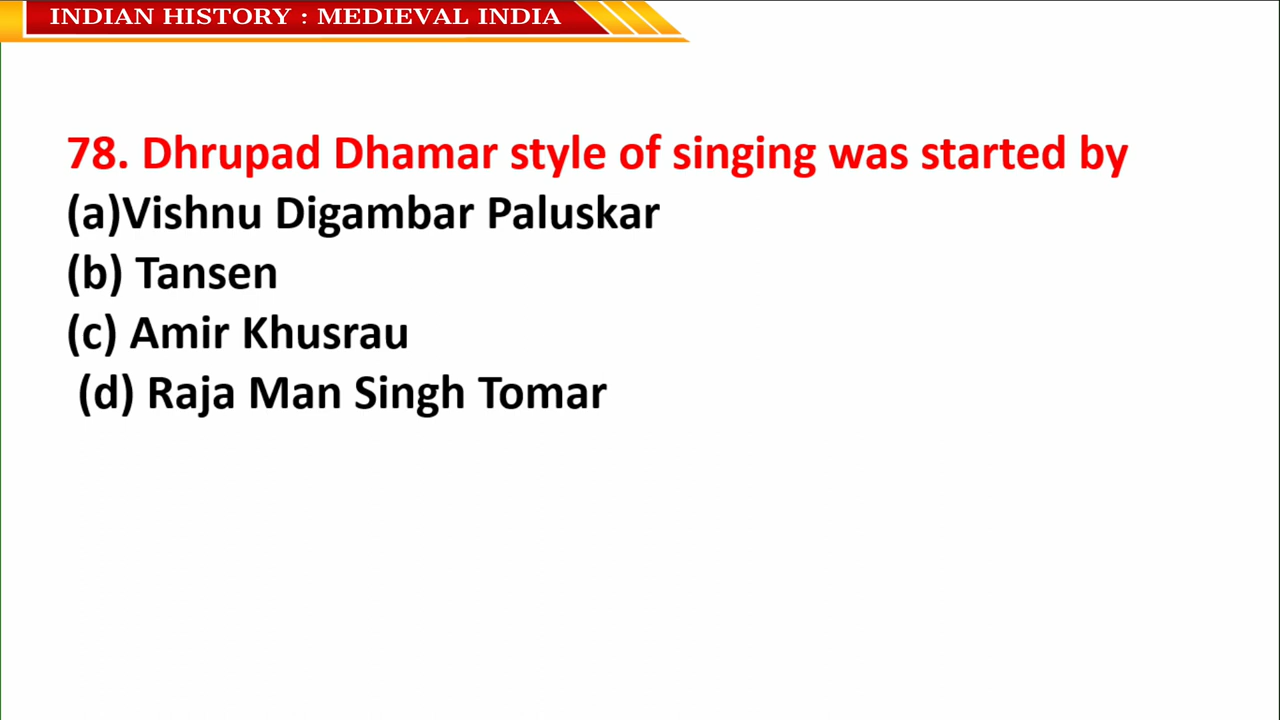 INDIAN HISTORY : MEDIEVAL INDIA
78. Dhrupad Dhamar style of singing was started by
(a)Vishnu Digambar Paluskar
(b) Tansen
(c) Amir Khusrau
(d) Raja Man Singh Tomar